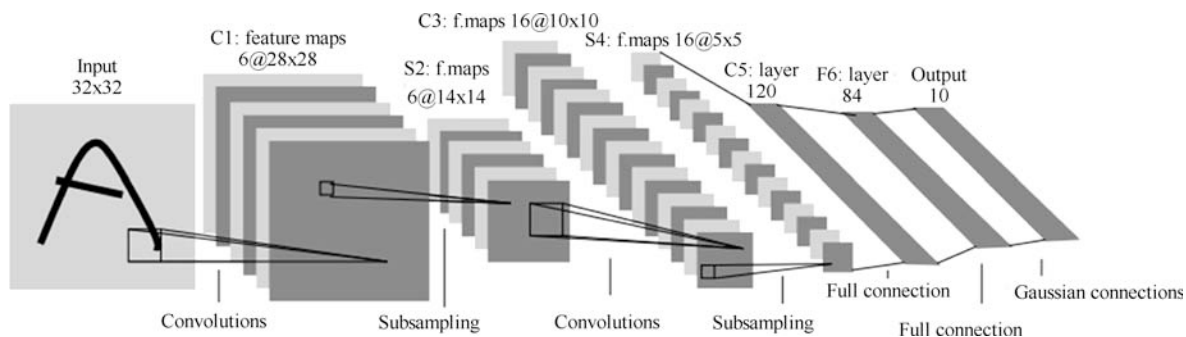 Input
32x32
C1: feature maps
6@28x28
S2: f.maps
6@14x14
C3: f.maps 16@10x10
S4: f.maps 16@5x5
C5: layer
120
F6: layer
84
Output
10
Convolutions
Subsampling
Convolutions
Subsampling
Full connection
Full connection
Gaussian connections